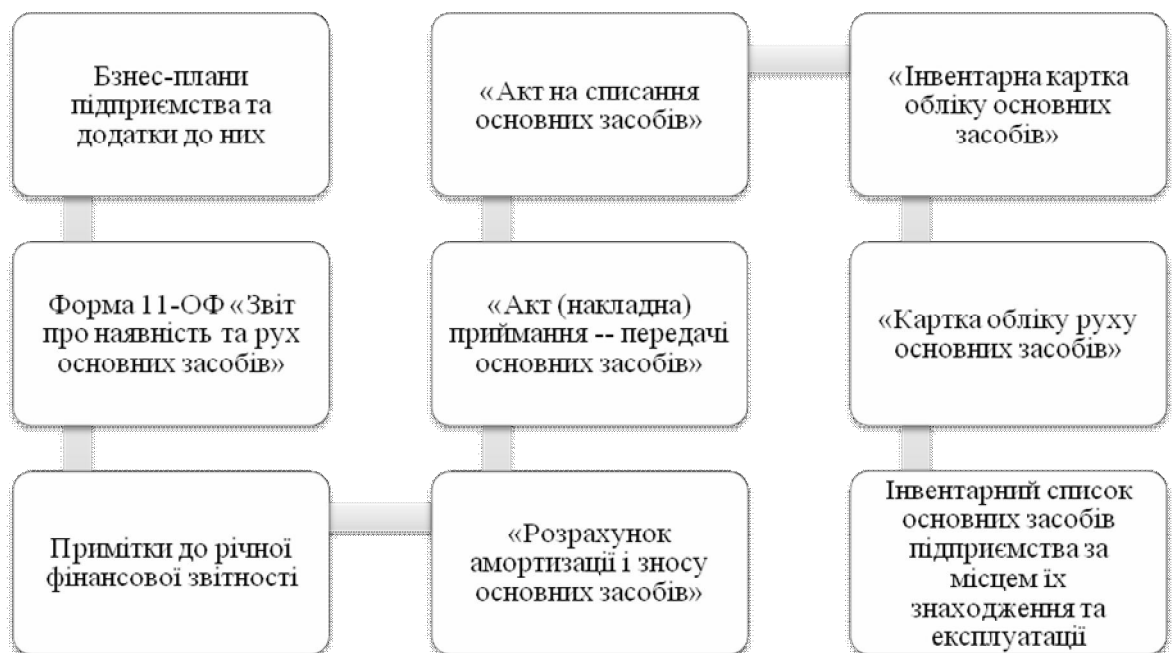 Бзнес-плани
підприємства та
додатки до них
Форма 11-ОФ «Звіт
про наявність та рух
основних засобів»
Примітки до річної
фінансової звітності
«Розрахунок
амортизації і зносу
основних засобів»
«Акт (накладна)
приймання -- передачі
основних засобів»
«Акт на списання
основних засобів»
«Інвентарна картка
обліку основних
засобів»
«Картка обліку руху
основних засобів»
Інвентарний список
основних засобів
підприємства за
місцем їх
знаходження та
експлуатації